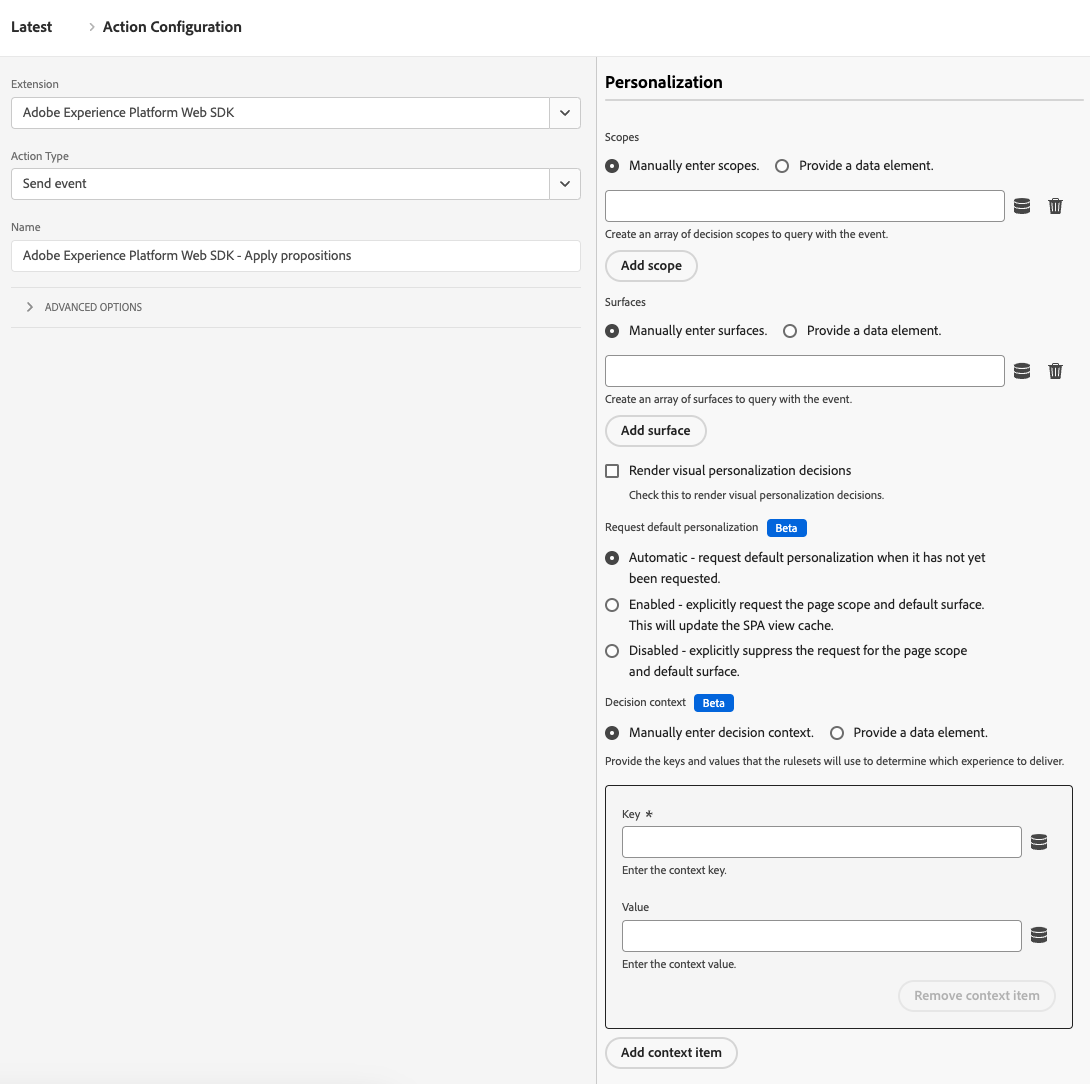 Latest > Action Configuration
Extension
Adobe Experience Platform Web SDK
Action Type
Send event
Name
Adobe Experience Platform Web SDK - Apply propositions
ADVANCED OPTIONS
Personalization
Scopes
Manually enter scopes. Provide a data element.
Create an array of decision scopes to query with the event.
Add scope
Surfaces
Manually enter surfaces. Provide a data element.
Create an array of surfaces to query with the event.
Add surface
Render visual personalization decisions
Check this to render visual personalization decisions.
Request default personalization Beta
Automatic - request default personalization when it has not yet
been requested.
Enabled - explicitly request the page scope and default surface.
This will update the SPA view cache.
Disabled - explicitly suppress the request for the page scope
and default surface.
Decision context Beta
Manually enter decision context. Provide a data element.
Provide the keys and values that the rulesets will use to determine which experience to deliver.
Key *
Enter the context key.
Value
Enter the context value.
Remove context item
Add context item